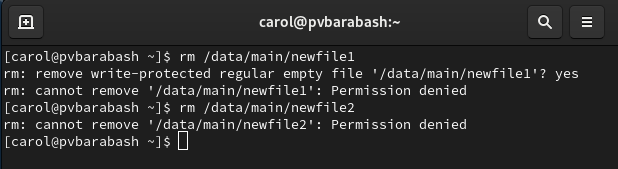 carol@pvbarabash:~
[carol@pvbarabash ~]$ rm /data/main/newfile1
rm: remove write-protected regular empty file '/data/main/newfile1'? yes
rm: cannot remove '/data/main/newfile1': Permission denied
[carol@pvbarabash ~]$ rm /data/main/newfile2
rm: cannot remove '/data/main/newfile2': Permission denied
[carol@pvbarabash ~]$